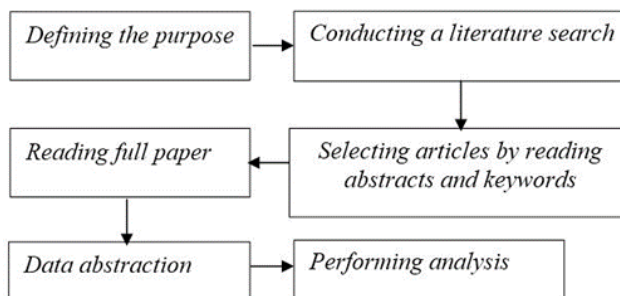 Defining the purpose
Conducting a literature search
Selecting articles by reading
abstracts and keywords
Reading full paper
Data abstraction
Performing analysis